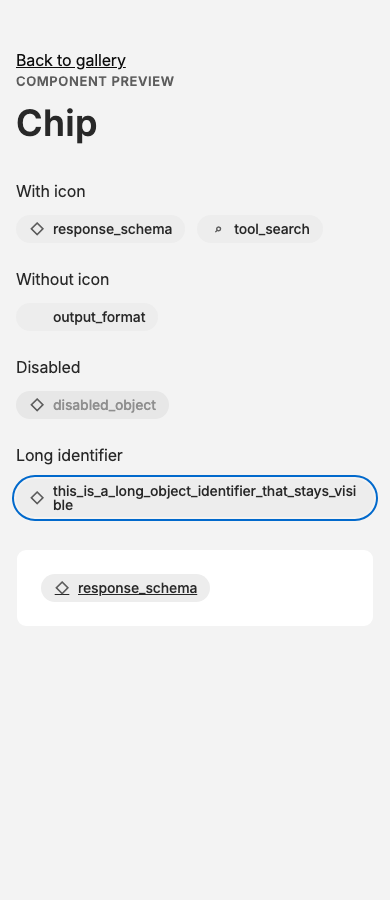 Back to gallery
COMPONENT PREVIEW
Chip
With icon
response_schema
tool_search
Without icon
output_format
Disabled
disabled_object
Long identifier
this_is_a_long_object_identifier_that_stays_visi
ble
response_schema